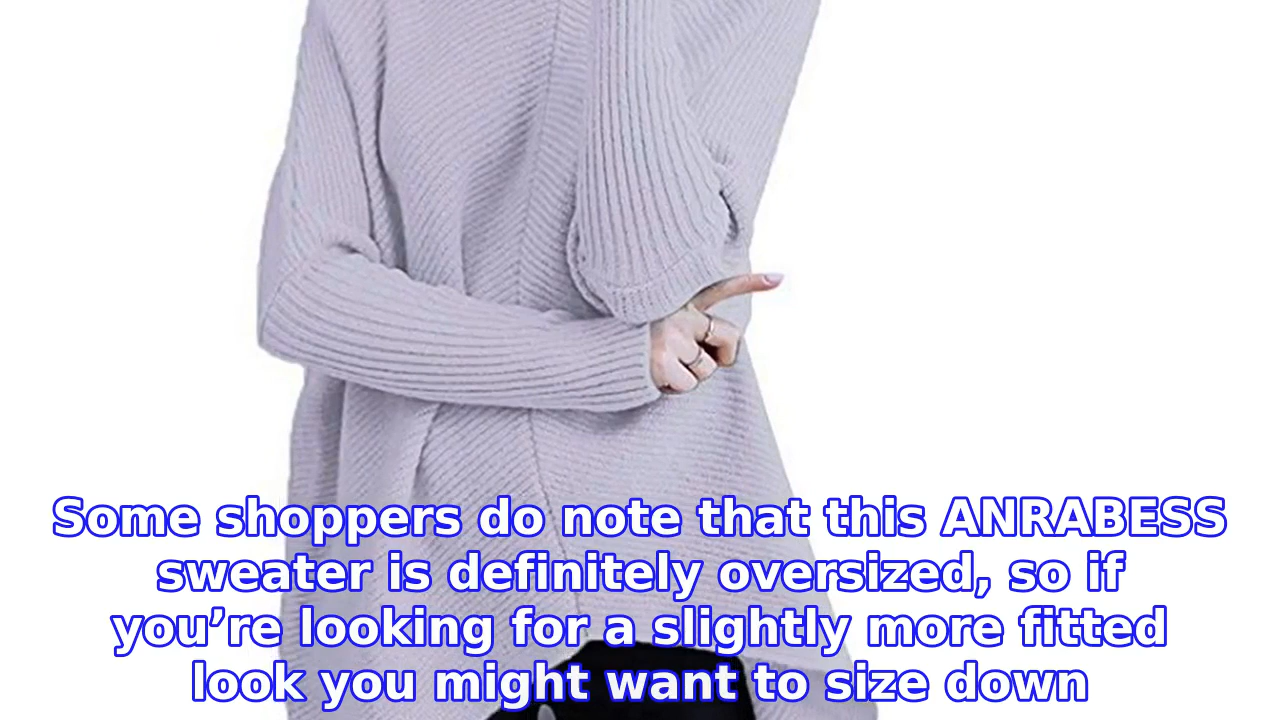 Some shoppers do note that this ANRABESS
sweater is definitely oversized, so if
you’re looking for a slightly more fitted
look you might want to size down